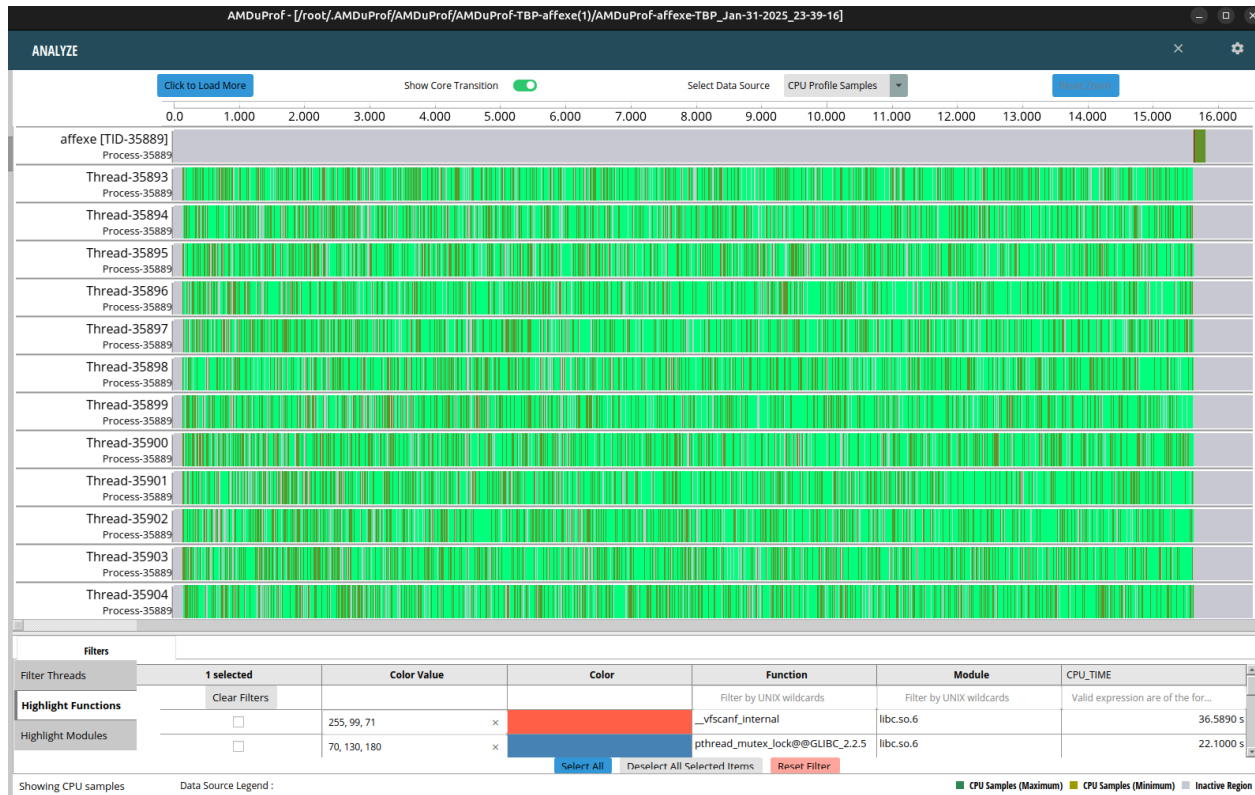 AMDuProf - [/root/.AMDuProf/AMDuProf/AMDuProf-TBP-affexe(1)/AMDuProf-affexe-TBP_Jan-31-2025_23-39-16]
ANALYZE
Click to Load More Show Core Transition Select Data Source CPU Profile Samples Reset Zoom
0.0 1.000 2.000 3.000 4.000 5.000 6.000 7.000 8.000 9.000 10.000 11.000 12.000 13.000 14.000 15.000 16.000
affexe [TID-35889]
Process-35889
Thread-35893
Process-35889
Thread-35894
Process-35889
Thread-35895
Process-35889
Thread-35896
Process-35889
Thread-35897
Process-35889
Thread-35898
Process-35889
Thread-35899
Process-35889
Thread-35900
Process-35889
Thread-35901
Process-35889
Thread-35902
Process-35889
Thread-35903
Process-35889
Thread-35904
Process-35889
Filters
Filter Threads
Highlight Functions
Highlight Modules
1 selected Color Value Color Function Module CPU_TIME
Clear Filters Filter by UNIX wildcards Filter by UNIX wildcards Valid expression are of the for...
255, 99, 71 × __vfscanf_internal libc.so.6 36.5890 s
70, 130, 180 × pthread_mutex_lock@@GLIBC_2.2.5 libc.so.6 22.1000 s
Select All Deselect All Selected Items Reset Filter
Showing CPU samples Data Source Legend : CPU Samples (Maximum) CPU Samples (Minimum) Inactive Region